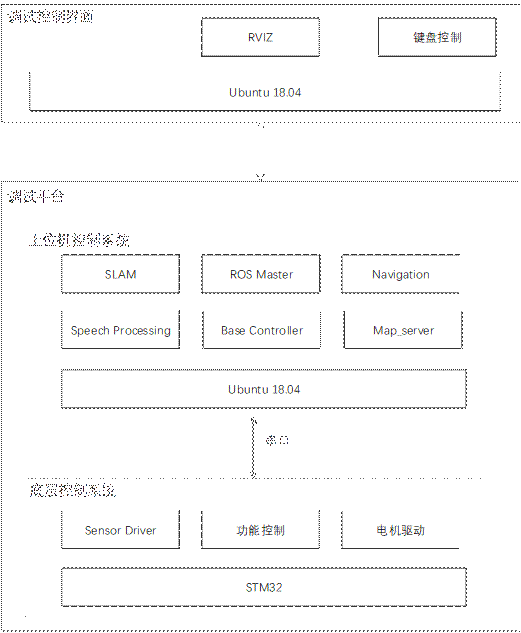 调试控制界面
RVIZ
键盘控制
Ubuntu 18.04
调试平台
上位机控制系统
SLAM
ROS Master
Navigation
Speech Processing
Base Controller
Map_server
Ubuntu 18.04
串口
底层控制系统
Sensor Driver
功能控制
电机驱动
STM32